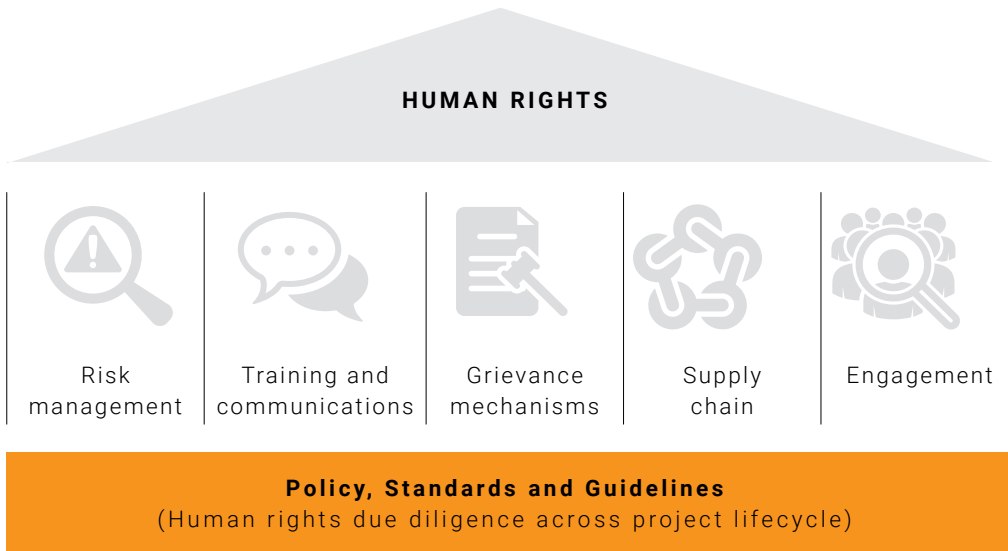 HUMAN RIGHTS
Risk
management
Training and
communications
Grievance
mechanisms
Supply
chain
Engagement
Policy, Standards and Guidelines
(Human rights due diligence across project lifecycle)